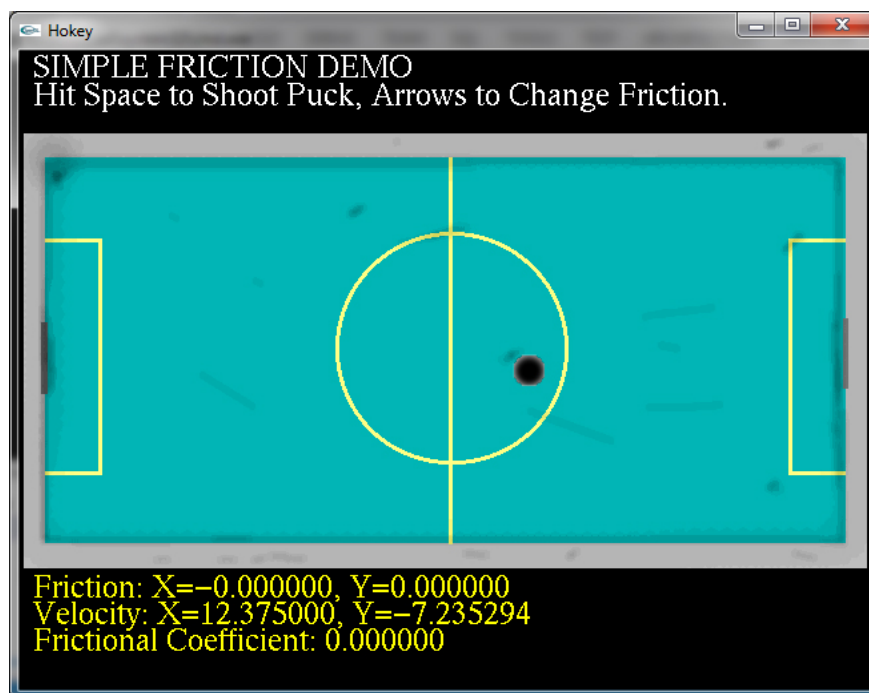 Hokey
SIMPLE FRICTION DEMO
Hit Space to Shoot Puck, Arrows to Change Friction.
Friction: X=−0.000000, Y=0.000000
Velocity: X=12.375000, Y=−7.235294
Frictional Coefficient: 0.000000